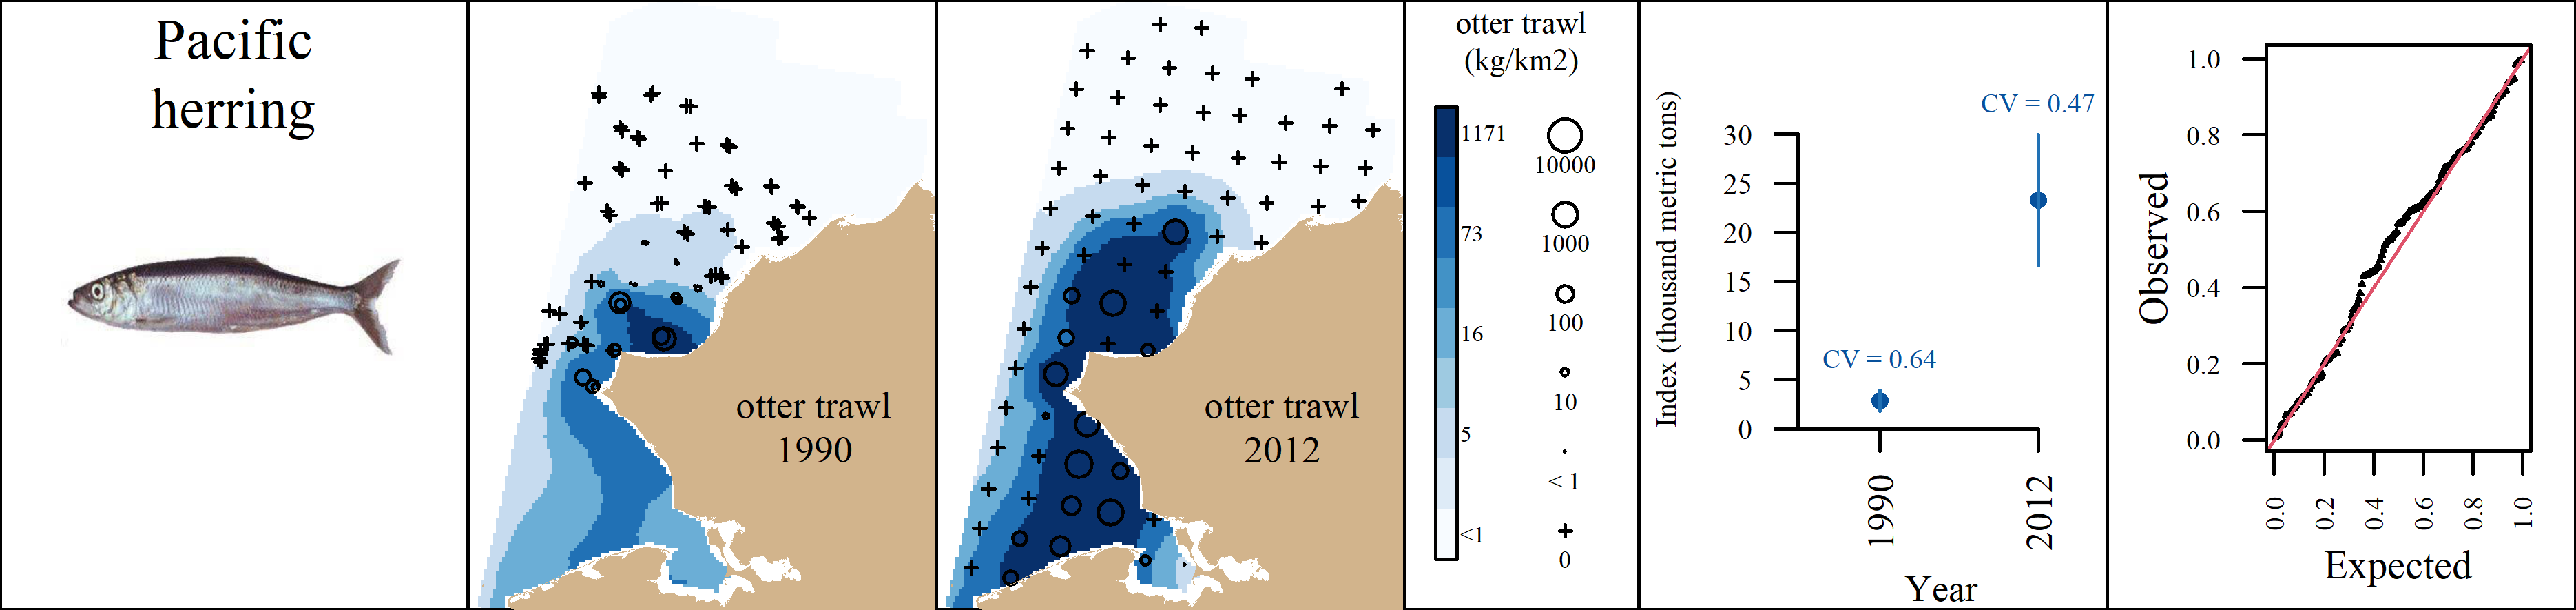 Pacific
herring
otter trawl
1990
otter trawl
2012
otter trawl
(kg/km2)
1171
73
16
5
<1
10000
1000
100
10
< 1
0
Index (thousand metric tons)
30
25
20
15
10
5
0
CV = 0.64
CV = 0.47
1990
2012
Year
Observed
1.0
0.8
0.6
0.4
0.2
0.0
0.0
0.2
0.4
0.6
0.8
1.0
Expected